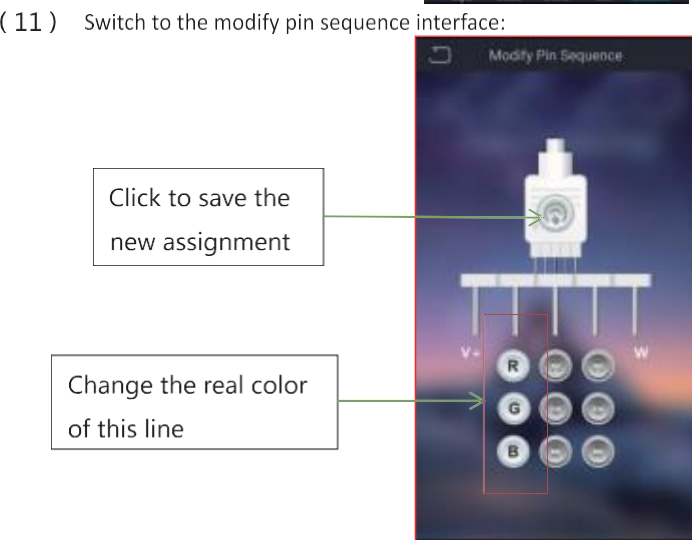 (11) Switch to the modify pin sequence interface:
Modify Pin Sequence
Click to save the
new assignment
V+ W
Change the real color
of this line
R
G
B